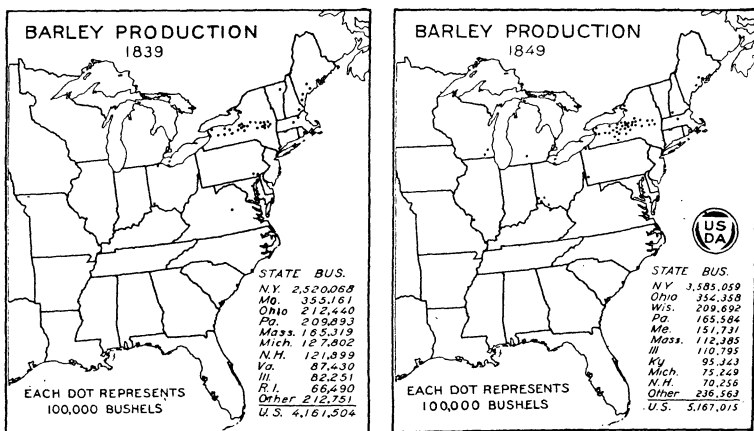 BARLEY PRODUCTION
1839
STATE BUS.
N.Y. 2,520,068
Me. 355,161
Ohio 212,440
Pa. 209,893
Mass. 165,319
Mich. 127,802
N.H. 121,899
Va. 87,430
Ill. 82,251
R.I. 66,490
Other 212,751
U.S. 4,161,504
EACH DOT REPRESENTS
100,000 BUSHELS
BARLEY PRODUCTION
1849
US
DA
STATE BUS.
NY 3,585,059
Ohio 354,358
Wis. 209,692
Pa. 165,584
Me. 151,731
Mass. 112,385
Ill 110,795
Ky 95,343
Mich. 75,249
N.H. 70,256
Other 236,563
U.S. 5,167,015
EACH DOT REPRESENTS
100,000 BUSHELS